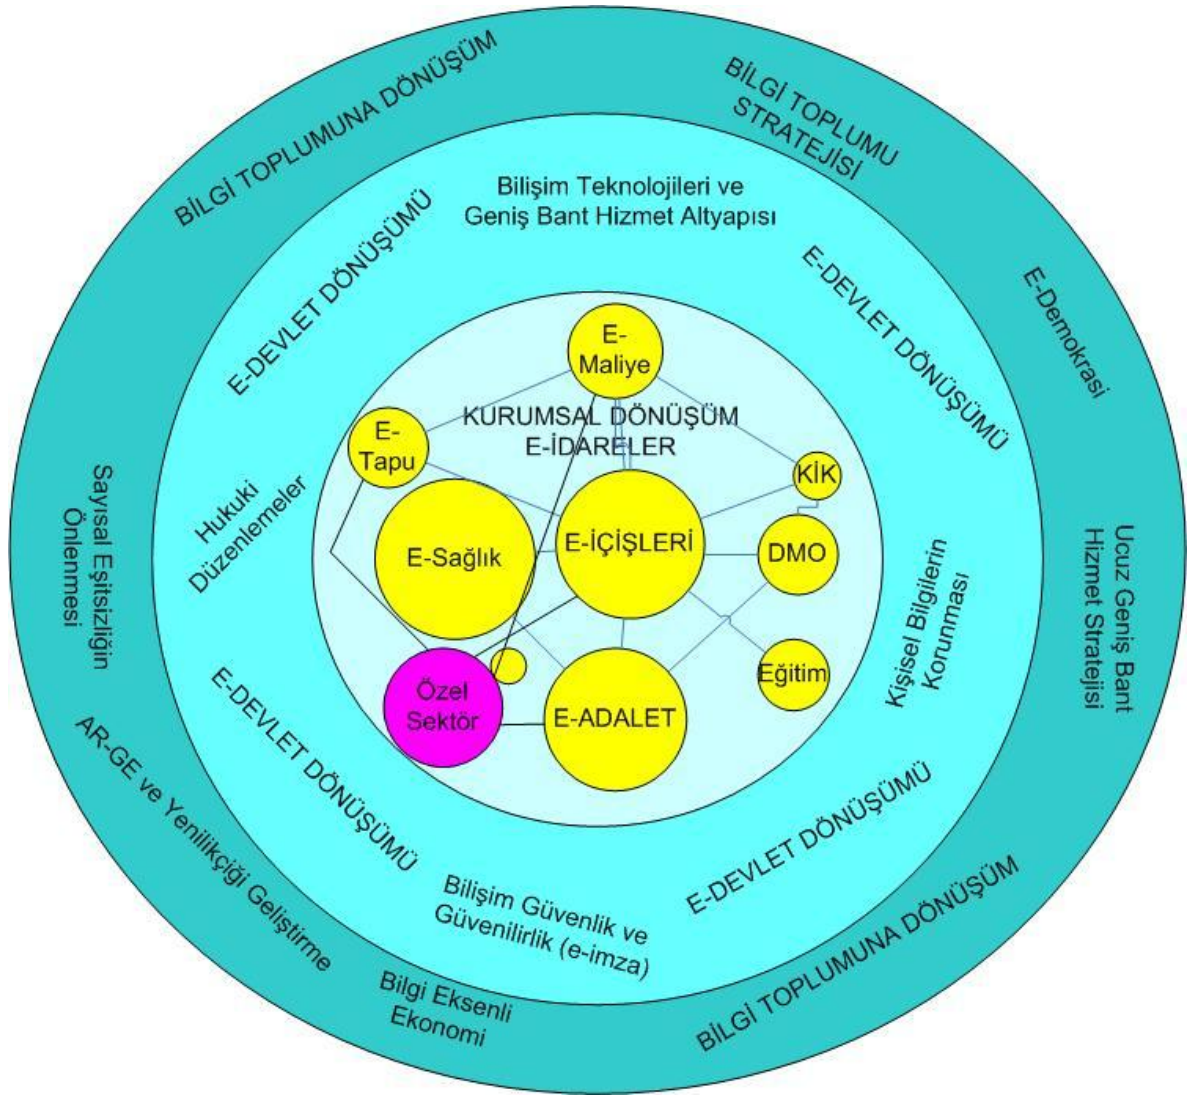 BİLGİ TOPLUMUNA DÖNÜŞÜM
BİLGİ TOPLUMU
STRATEJİSİ
E-Demokrasi
Ucuz Geniş Bant
Hizmet Stratejisi
BİLGİ TOPLUMUNA DÖNÜŞÜM
Bilgi Eksenli
Ekonomi
AR-GE ve Yenilikçiği Geliştirme
Sayısal Eşitsizliğin
Önlenmesi
E-DEVLET DÖNÜŞÜMÜ
Bilişim Teknolojileri ve
Geniş Bant Hizmet Altyapısı
E-DEVLET DÖNÜŞÜMÜ
Kişisel Bilgilerin
Korunması
E-DEVLET DÖNÜŞÜMÜ
Bilişim Güvenlik ve
Güvenilirlik (e-imza)
E-DEVLET DÖNÜŞÜMÜ
Hukuki
Düzenlemeler
E-
Maliye
KURUMSAL DÖNÜŞÜM
E-İDARELER
E-
Tapu
KİK
E-Sağlık
E-İÇİŞLERİ
DMO
Özel
Sektör
E-ADALET
Eğitim